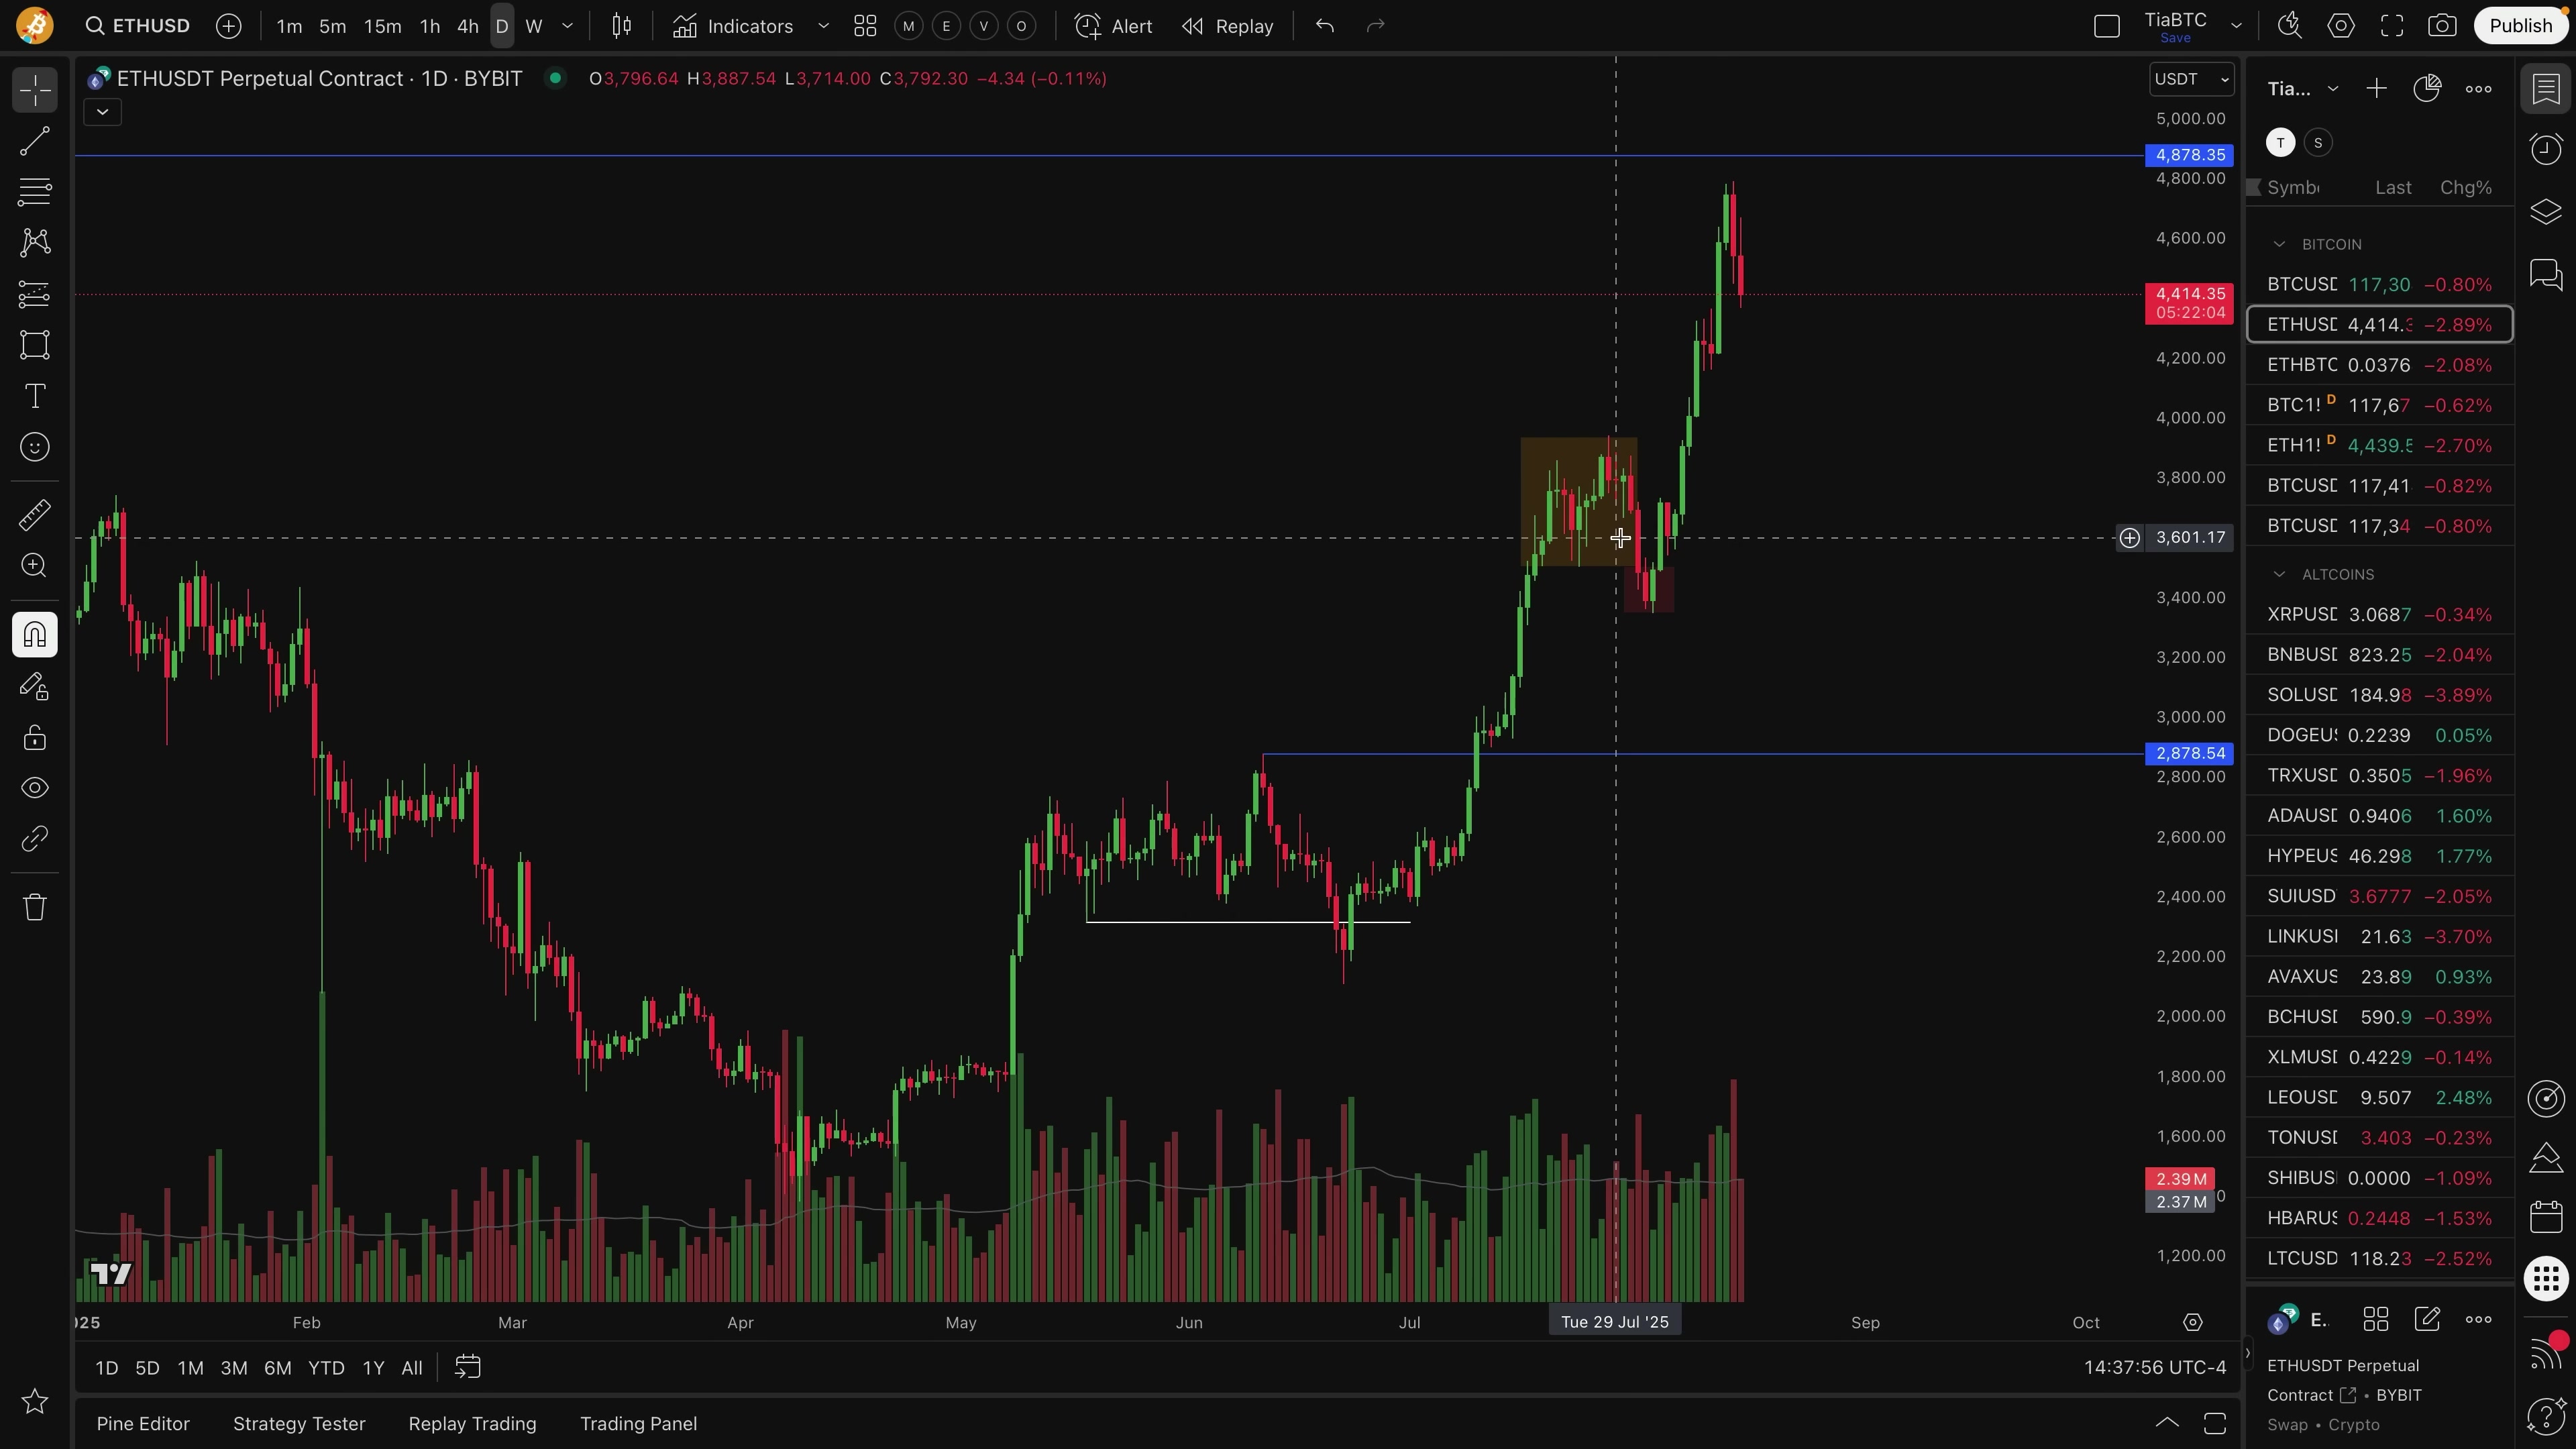 ETHUSD
1m 5m 15m 1h 4h D W
Indicators
M E V O
Alert
Replay
TiaBTC
Save
Publish
ETHUSDT Perpetual Contract · 1D · BYBIT
O3,796.64 H3,887.54 L3,714.00 C3,792.30 −4.34 (−0.11%)
USDT
5,000.00
4,878.35
4,800.00
4,600.00
4,414.35
05:22:04
4,200.00
4,000.00
3,800.00
3,601.17
3,400.00
3,200.00
3,000.00
2,878.54
2,800.00
2,600.00
2,400.00
2,200.00
2,000.00
1,800.00
1,600.00
2.39 M
2.37 M
0
1,200.00
025 Feb Mar Apr May Jun Jul Tue 29 Jul '25 Sep Oct
1D 5D 1M 3M 6M YTD 1Y All
14:37:56 UTC-4
Pine Editor Strategy Tester Replay Trading Trading Panel
Tia...
T S
Symb Last Chg%
BITCOIN
BTCUSD 117,30 −0.80%
ETHUSD 4,414.3 −2.89%
ETHBTC 0.0376 −2.08%
BTC1! D 117,67 −0.62%
ETH1! D 4,439.5 −2.70%
BTCUSD 117,41 −0.82%
BTCUSD 117,34 −0.80%
ALTCOINS
XRPUSD 3.0687 −0.34%
BNBUSD 823.25 −2.04%
SOLUSD 184.98 −3.89%
DOGEUS 0.2239 0.05%
TRXUSD 0.3505 −1.96%
ADAUSD 0.9406 1.60%
HYPEUS 46.298 1.77%
SUIUSD 3.6777 −2.05%
LINKUSI 21.63 −3.70%
AVAXUS 23.89 0.93%
BCHUSD 590.9 −0.39%
XLMUSD 0.4229 −0.14%
LEOUSD 9.507 2.48%
TONUSD 3.403 −0.23%
SHIBUS 0.0000 −1.09%
HBARUS 0.2448 −1.53%
LTCUSD 118.23 −2.52%
E.
ETHUSDT Perpetual
Contract • BYBIT
Swap • Crypto